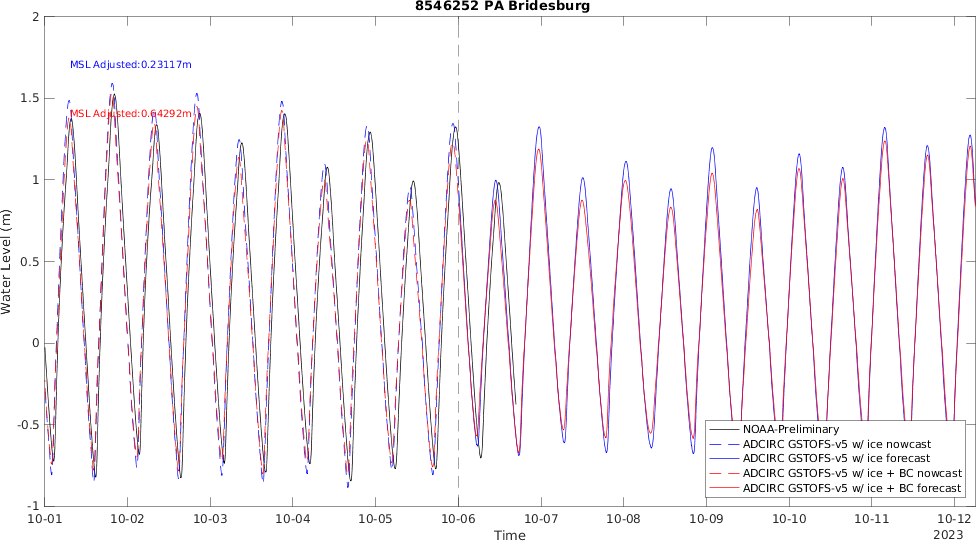 8546252 PA Bridesburg
2
1.5
1
0.5
0
-0.5
-1
Water Level (m)
MSL Adjusted:0.23117m
MSL Adjusted:0.64292m
NOAA-Preliminary
ADCIRC GSTOFS-v5 w/ ice nowcast
ADCIRC GSTOFS-v5 w/ ice forecast
ADCIRC GSTOFS-v5 w/ ice + BC nowcast
ADCIRC GSTOFS-v5 w/ ice + BC forecast
10-01 10-02 10-03 10-04 10-05 10-06 10-07 10-08 10-09 10-10 10-11 10-12
Time
2023